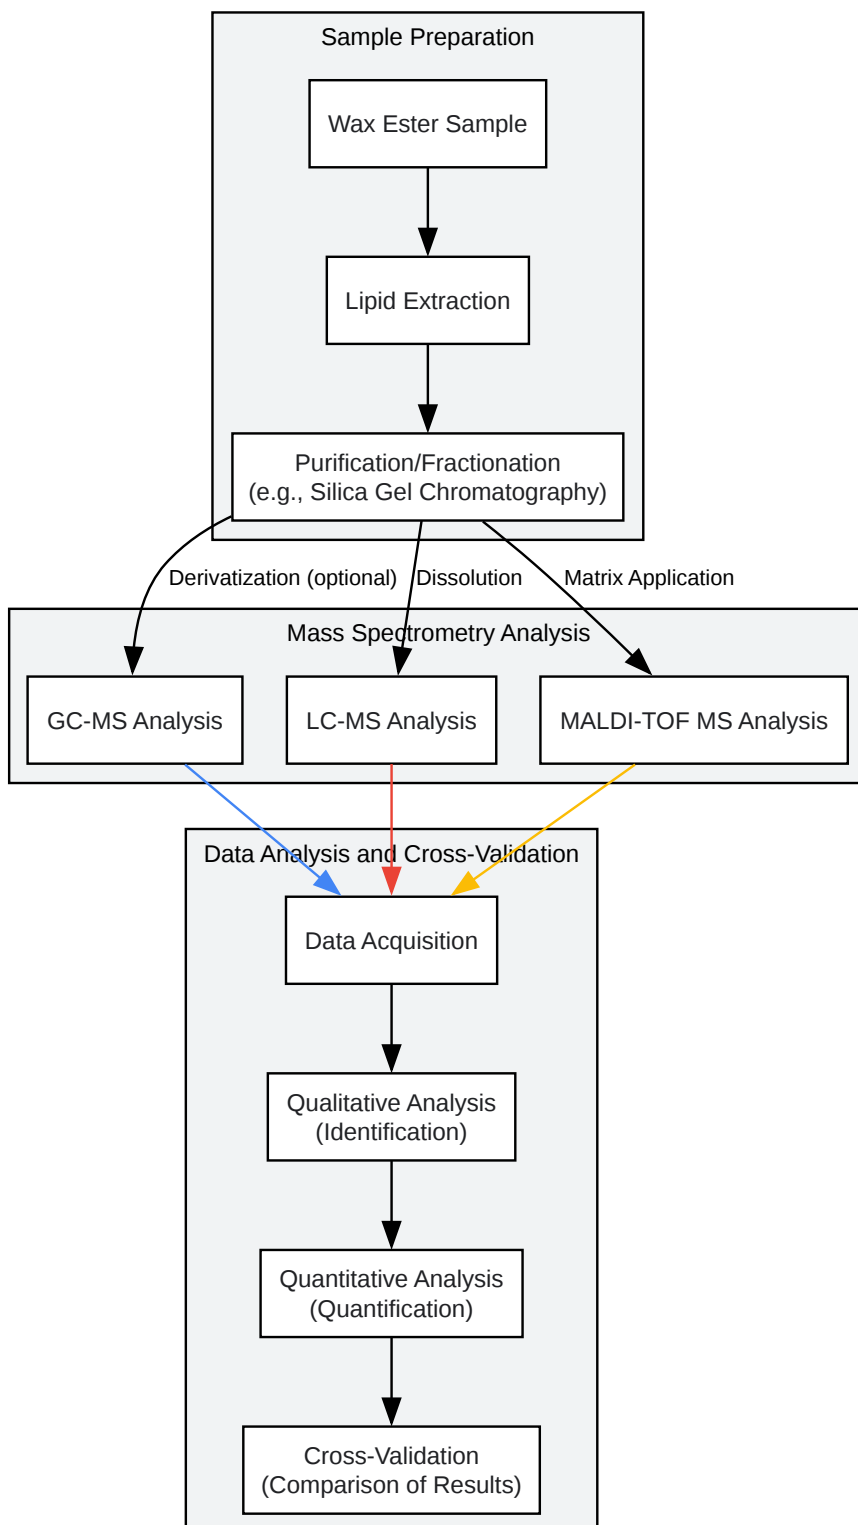 Sample Preparation
Wax Ester Sample
Lipid Extraction
Purification/Fractionation
(e.g., Silica Gel Chromatography)
Derivatization (optional)
Dissolution
Matrix Application
Mass Spectrometry Analysis
GC-MS Analysis
LC-MS Analysis
MALDI-TOF MS Analysis
Data Analysis and Cross-Validation
Data Acquisition
Qualitative Analysis
(Identification)
Quantitative Analysis
(Quantification)
Cross-Validation
(Comparison of Results)